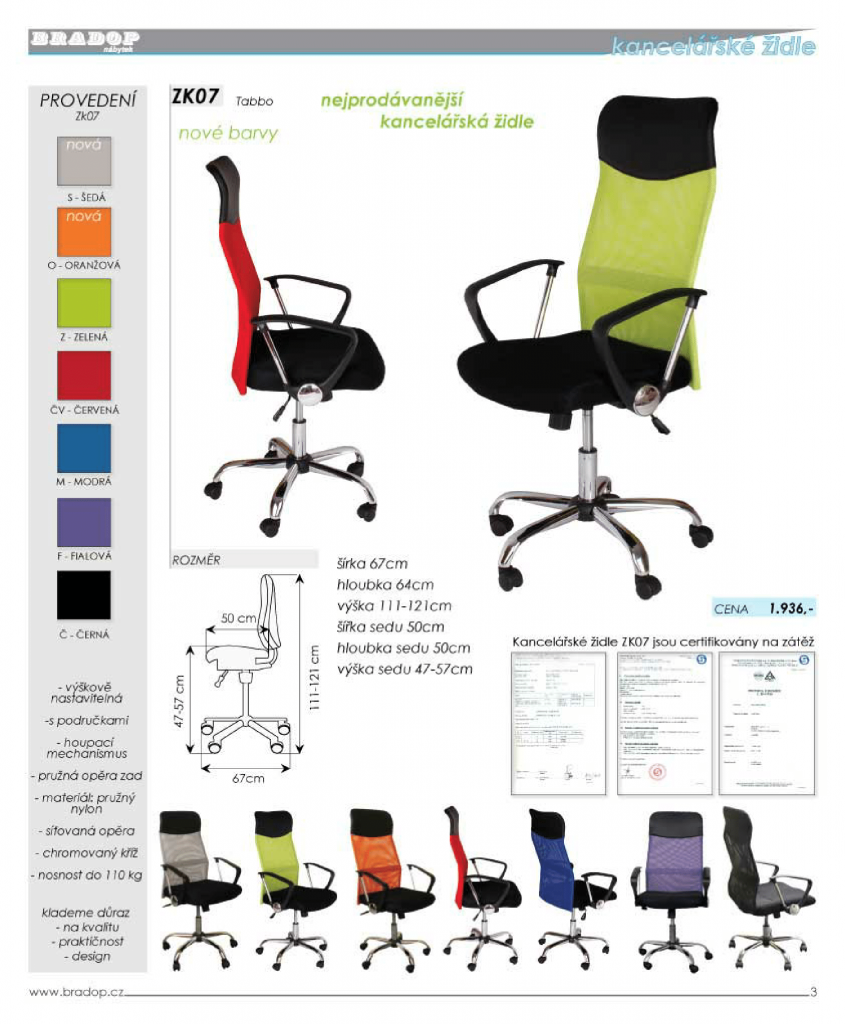 BRADOP
nábytek
kancelářské židle
PROVEDENÍ
Zk07
nová
S - ŠEDÁ
nová
O - ORANŽOVÁ
Z - ZELENÁ
ČV - ČERVENÁ
M - MODRÁ
F - FIALOVÁ
Č - ČERNÁ
- výškově
nastavitelná
-s područkami
- houpací
mechanismus
- pružná opěra zad
- materiál: pružný
nylon
- síťovaná opěra
- chromovaný kříž
- nosnost do 110 kg
klademe důraz
- na kvalitu
- praktičnost
- design
ZK07 Tabbo
nové barvy
nejprodávanější
kancelářská židle
ROZMĚR
50 cm
47-57 cm
111-121 cm
67cm
šírka 67cm
hloubka 64cm
výška 111-121cm
šířka sedu 50cm
hloubka sedu 50cm
výška sedu 47-57cm
CENA 1.936,-
Kancelářské židle ZK07 jsou certifikovány na zátěž
www.bradop.cz
3